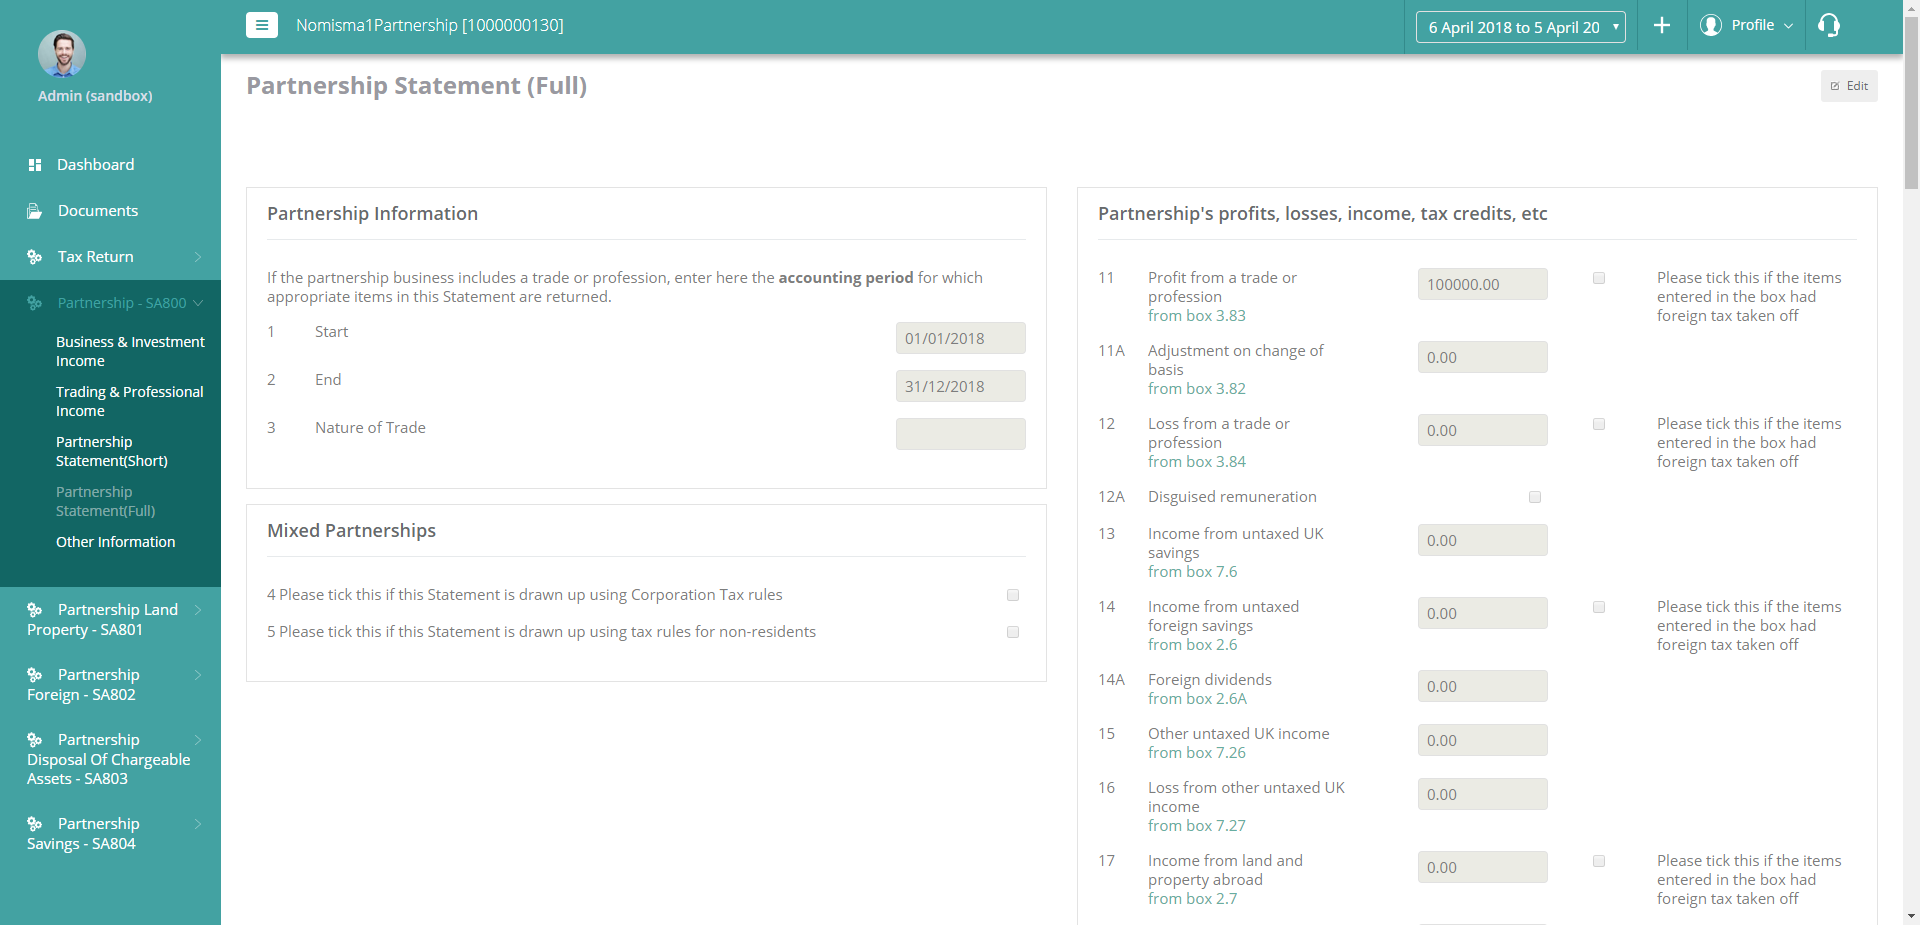 Admin (sandbox)
Dashboard
Documents
Tax Return
Partnership - SA800
Business & Investment
Income
Trading & Professional
Income
Partnership
Statement(Short)
Partnership
Statement(Full)
Other Information
Partnership Land
Property - SA801
Partnership
Foreign - SA802
Partnership
Disposal Of Chargeable
Assets - SA803
Partnership
Savings - SA804
Nomisma1Partnership [1000000130]
6 April 2018 to 5 April 20
Profile
Partnership Statement (Full)
Edit
Partnership Information
If the partnership business includes a trade or profession, enter here the accounting period for which
appropriate items in this Statement are returned.
1 Start 01/01/2018
2 End 31/12/2018
3 Nature of Trade
Mixed Partnerships
4 Please tick this if this Statement is drawn up using Corporation Tax rules
5 Please tick this if this Statement is drawn up using tax rules for non-residents
Partnership's profits, losses, income, tax credits, etc
11 Profit from a trade or 100000.00 Please tick this if the items
profession entered in the box had
from box 3.83 foreign tax taken off
11A Adjustment on change of 0.00
basis
from box 3.82
12 Loss from a trade or 0.00 Please tick this if the items
profession entered in the box had
from box 3.84 foreign tax taken off
12A Disguised remuneration
13 Income from untaxed UK 0.00
savings
from box 7.6
14 Income from untaxed 0.00 Please tick this if the items
foreign savings entered in the box had
from box 2.6 foreign tax taken off
14A Foreign dividends 0.00
from box 2.6A
15 Other untaxed UK income 0.00
from box 7.26
16 Loss from other untaxed UK 0.00
income
from box 7.27
17 Income from land and 0.00 Please tick this if the items
property abroad entered in the box had
from box 2.7 foreign tax taken off